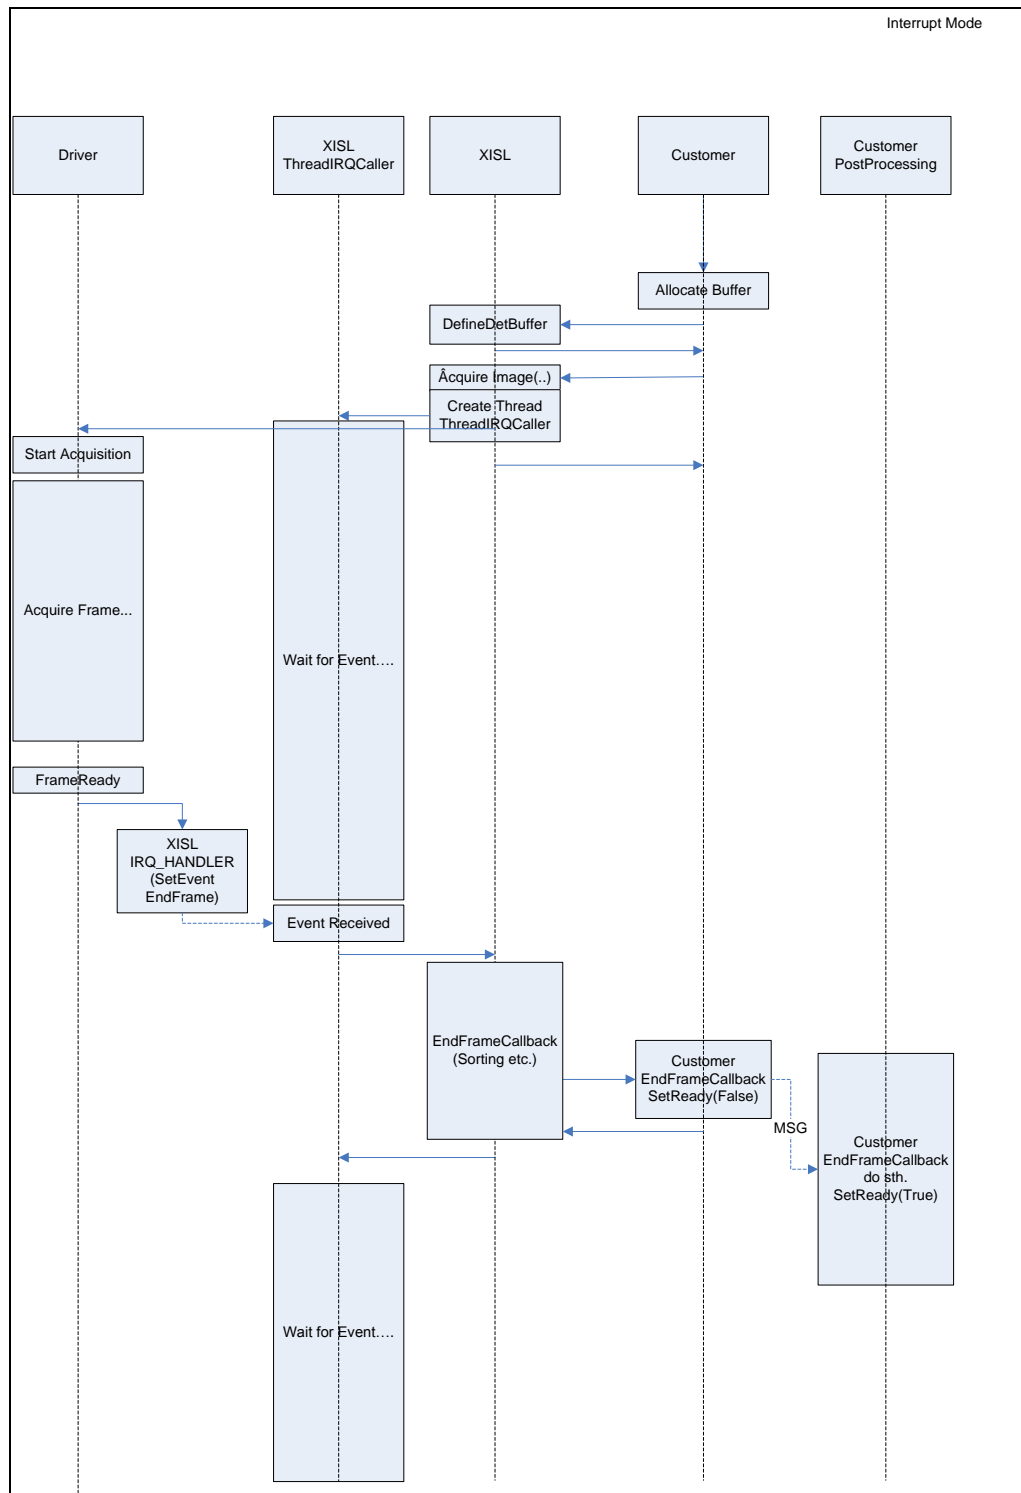 Interrupt Mode
Driver
XISL
ThreadIRQCaller
XISL
Customer
Customer
PostProcessing
Allocate Buffer
DefineDetBuffer
Âcquire Image(..)
Create Thread
ThreadIRQCaller
Start Acquisition
Acquire Frame...
Wait for Event….
FrameReady
XISL
IRQ_HANDLER
(SetEvent
EndFrame)
Event Received
EndFrameCallback
(Sorting etc.)
Customer
EndFrameCallback
SetReady(False)
MSG
Customer
EndFrameCallback
do sth.
SetReady(True)
Wait for Event….